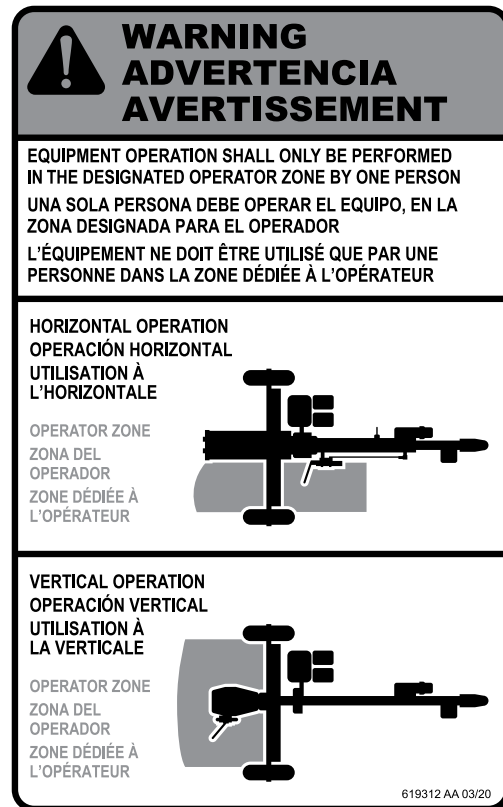 WARNING
ADVERTENCIA
AVERTISSEMENT
EQUIPMENT OPERATION SHALL ONLY BE PERFORMED
IN THE DESIGNATED OPERATOR ZONE BY ONE PERSON
UNA SOLA PERSONA DEBE OPERAR EL EQUIPO, EN LA
ZONA DESIGNADA PARA EL OPERADOR
L'ÉQUIPEMENT NE DOIT ÊTRE UTILISÉ QUE PAR UNE
PERSONNE DANS LA ZONE DÉDIÉE À L'OPÉRATEUR
HORIZONTAL OPERATION
OPERACIÓN HORIZONTAL
UTILISATION À
L'HORIZONTALE
OPERATOR ZONE
ZONA DEL
OPERADOR
ZONE DÉDIÉE À
L'OPÉRATEUR
VERTICAL OPERATION
OPERACIÓN VERTICAL
UTILISATION À
LA VERTICALE
OPERATOR ZONE
ZONA DEL
OPERADOR
ZONE DÉDIÉE À
L'OPÉRATEUR
619312 AA 03/20